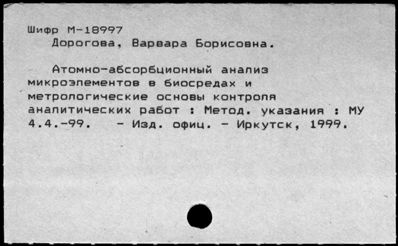 Шифр М-18997
Дорогова, Варвара Борисовна.
Атомно-абсорбционный анализ
микроэлементов в биосредах и
метрологические основы контроля
аналитических работ : Метод. указания : МУ
4.4.-99. - Изд. офиц. - Иркутск, 1999.